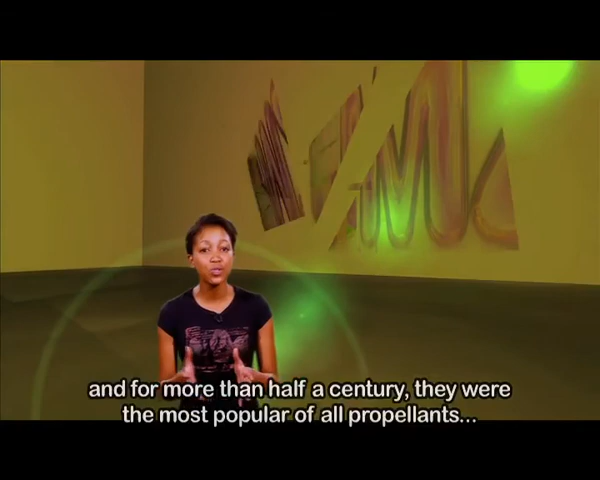 and for more than half a century, they were
the most popular of all propellants...